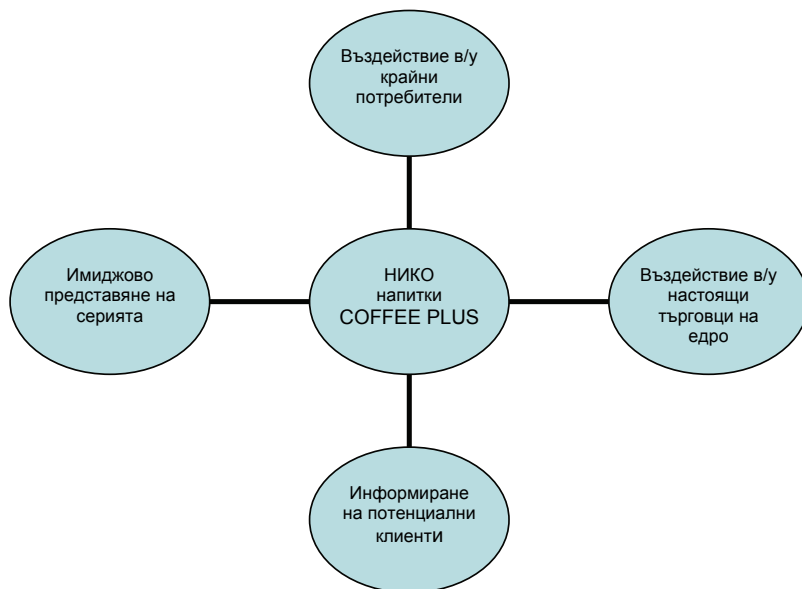 Въздействие в/у
крайни
потребители
Имиджово
представяне на
серията
НИКО
напитки
COFFEE PLUS
Въздействие в/у
настоящи
търговци на
едро
Информиране
на потенциални
клиенти